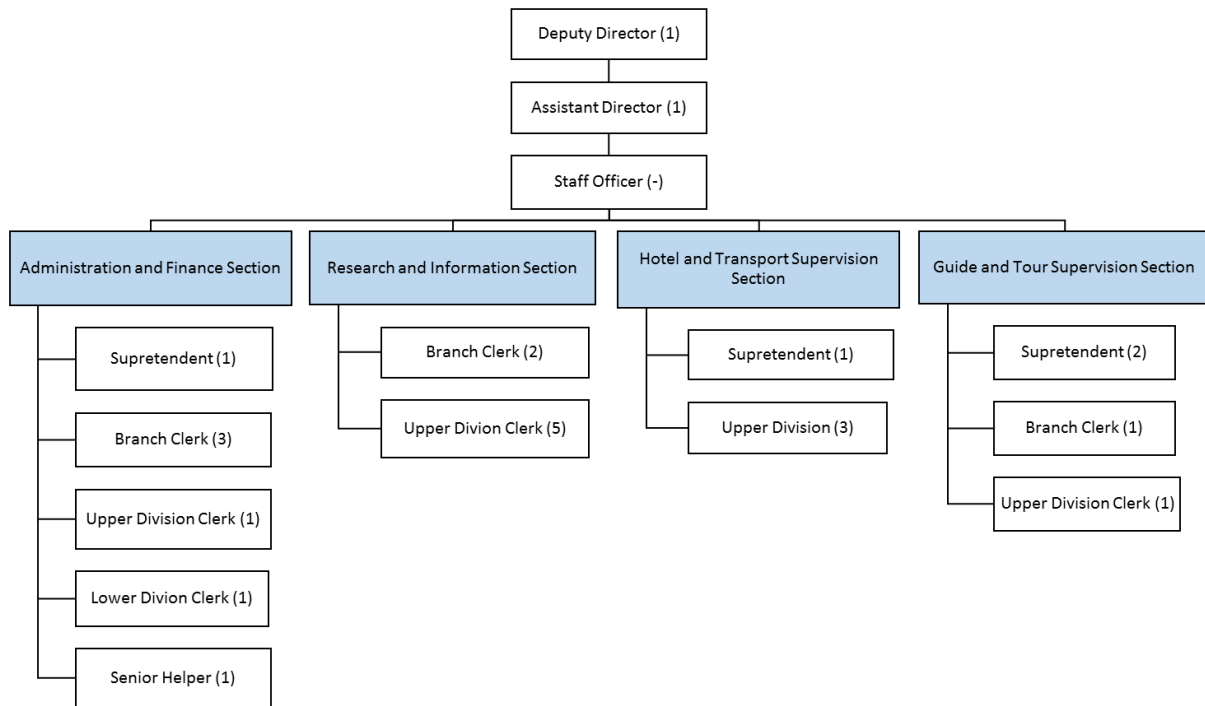 Deputy Director (1)
Assistant Director (1)
Staff Officer (-)
Administration and Finance Section
Supretendent (1)
Branch Clerk (3)
Upper Division Clerk (1)
Lower Divion Clerk (1)
Senior Helper (1)
Research and Information Section
Branch Clerk (2)
Upper Divion Clerk (5)
Hotel and Transport Supervision
Section
Supretendent (1)
Upper Division (3)
Guide and Tour Supervision Section
Supretendent (2)
Branch Clerk (1)
Upper Division Clerk (1)